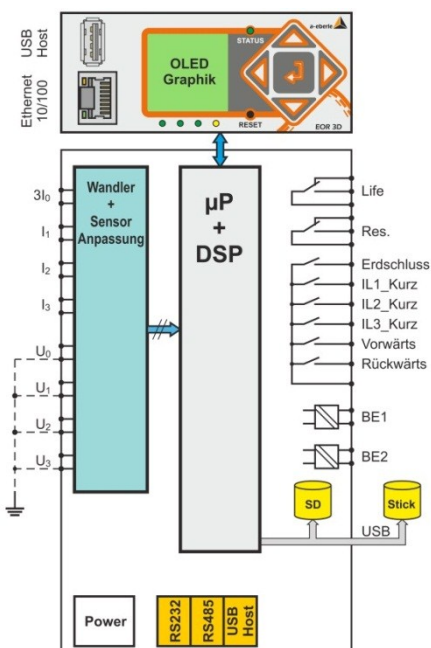 USB
Host
Ethernet
10/100
OLED
Graphik
STATUS
RESET
a-eberle
EOR 3D
3I₀
I₁
I₂
I₃
U₀
U₁
U₂
U₃
Wandler
+
Sensor
Anpassung
µP
+
DSP
Life
Res.
Erdschluss
IL1_Kurz
IL2_Kurz
IL3_Kurz
Vorwärts
Rückwärts
BE1
BE2
SD
Stick
USB
Power
RS232
RS485
USB
Host